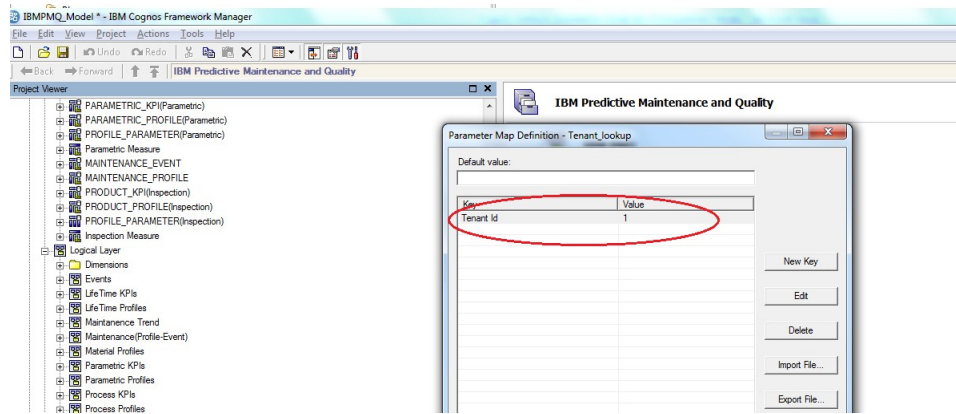 IBMPMQ_Model * - IBM Cognos Framework Manager
File Edit View Project Actions Tools Help
Undo Redo
Back Forward IBM Predictive Maintenance and Quality
Project Viewer
PARAMETRIC_KPI(Parametric)
PARAMETRIC_PROFILE(Parametric)
PROFILE_PARAMETER(Parametric)
Parametric Measure
MAINTENANCE_EVENT
MAINTENANCE_PROFILE
PRODUCT_KPI(Inspection)
PRODUCT_PROFILE(Inspection)
PROFILE_PARAMETER(Inspection)
Inspection Measure
Logical Layer
Dimensions
Events
LifeTime KPIs
LifeTime Profiles
Maintanence Trend
Maintenance(Profile-Event)
Material Profiles
Parametric KPIs
Parametric Profiles
Process KPIs
Process Profiles
IBM Predictive Maintenance and Quality
Parameter Map Definition - Tenant_lookup
Default value:
Key Value
Tenant Id 1
New Key
Edit
Delete
Import File...
Export File...